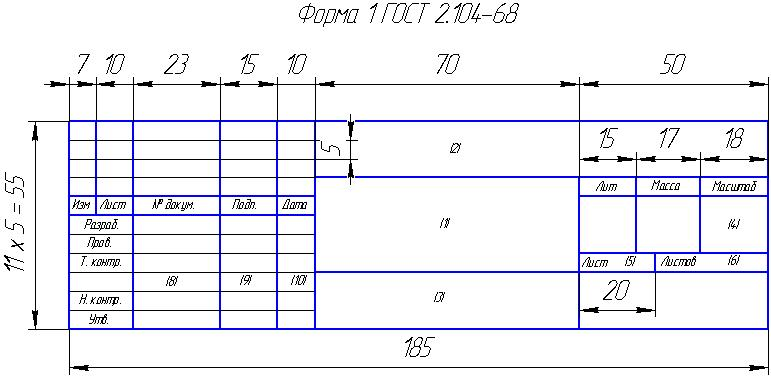 Форма 1 ГОСТ 2.104–68
7 10 23 15 10 70 50
5 (2) 15 17 18
Изм Лист № докум. Подп. Дата Лит Масса Масштаб
Разраб. (1) (4)
Пров.
Т. контр. Лист (5) Листов (6)
(8) (9) (10)
Н. контр. (3) 20
Утв.
11 x 5 = 55
185